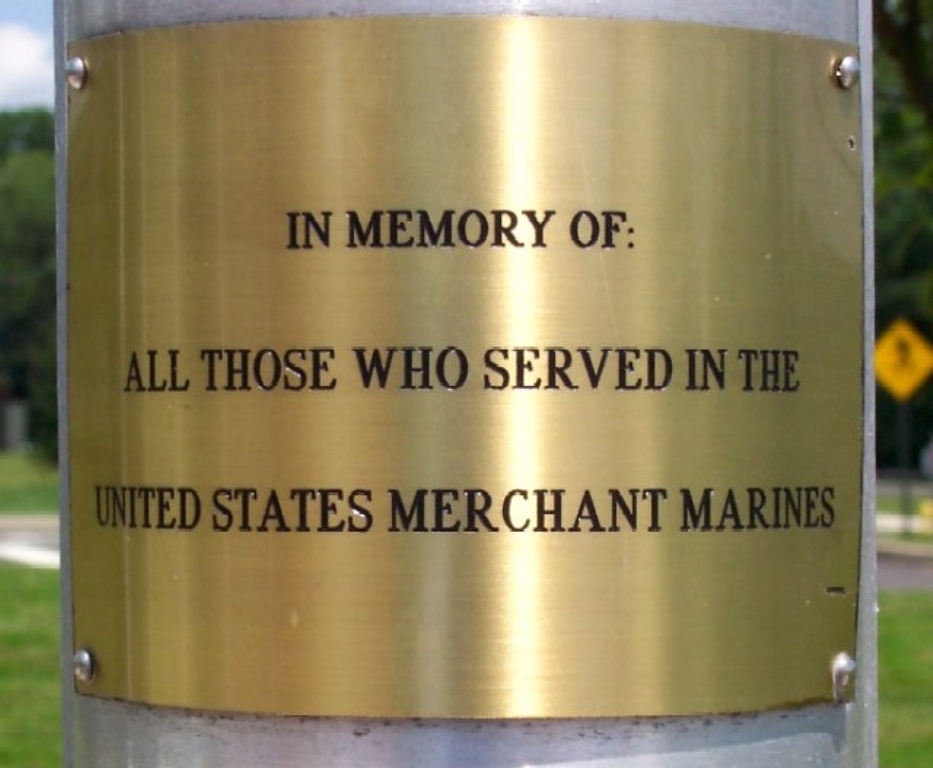 IN MEMORY OF:
ALL THOSE WHO SERVED IN THE
UNITED STATES MERCHANT MARINES